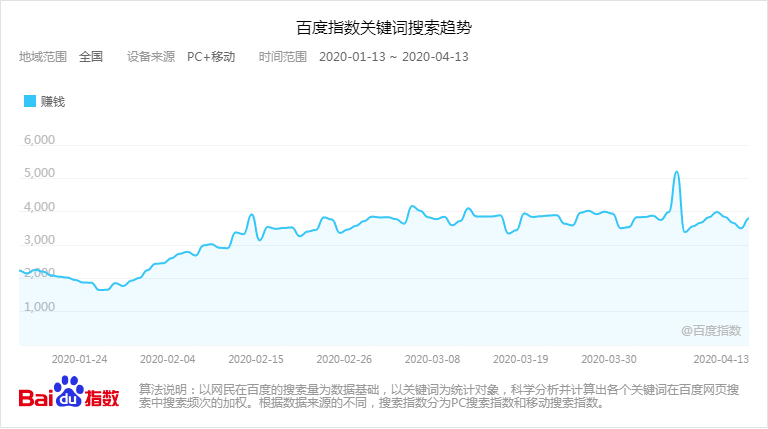 百度指数关键词搜索趋势
地域范围 全国 设备来源 PC+移动 时间范围 2020-01-13 ~ 2020-04-13
赚钱
6,000
5,000
4,000
3,000
2,000
1,000
@百度指数
2020-01-24 2020-02-04 2020-02-15 2020-02-26 2020-03-08 2020-03-19 2020-03-30 2020-04-13
Bai du 指数
算法说明：以网民在百度的搜索量为数据基础，以关键词为统计对象，科学分析并计算出各个关键词在百度网页搜
索中搜索频次的加权。根据数据来源的不同，搜索指数分为PC搜索指数和移动搜索指数。